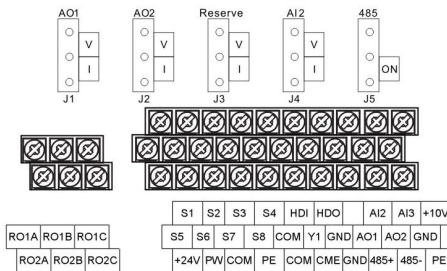 AO1 AO2 Reserve AI2 485
V V V V
I I I I ON
J1 J2 J3 J4 J5
S1 S2 S3 S4 HDI HDO AI2 AI3 +10V
RO1A RO1B RO1C S5 S6 S7 S8 COM Y1 GND AO1 AO2 GND
RO2A RO2B RO2C +24V PW COM PE COM CME GND 485+ 485- PE